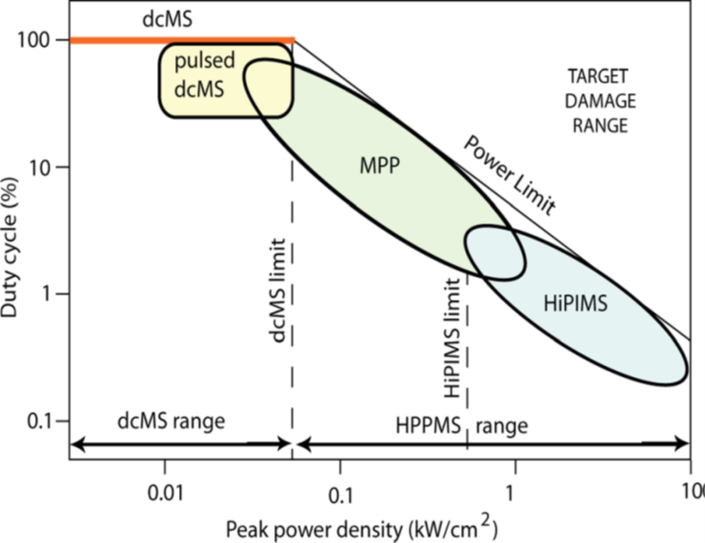 dcMS
100
pulsed
dcMS
TARGET
DAMAGE
RANGE
Power Limit
10
MPP
Duty cycle (%)
dcMS limit
HiPIMS limit
1
HiPIMS
0.1
dcMS range
HPPMS range
0.01
0.1
1
10
Peak power density (kW/cm²)